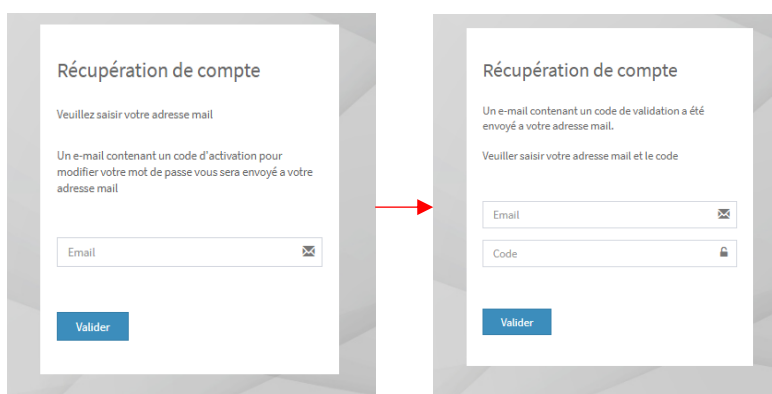 Récupération de compte
Veuillez saisir votre adresse mail
Un e-mail contenant un code d'activation pour
modifier votre mot de passe vous sera envoyé a votre
adresse mail
Email
Valider
Récupération de compte
Un e-mail contenant un code de validation a été
envoyé a votre adresse mail.
Veuiller saisir votre adresse mail et le code
Email
Code
Valider